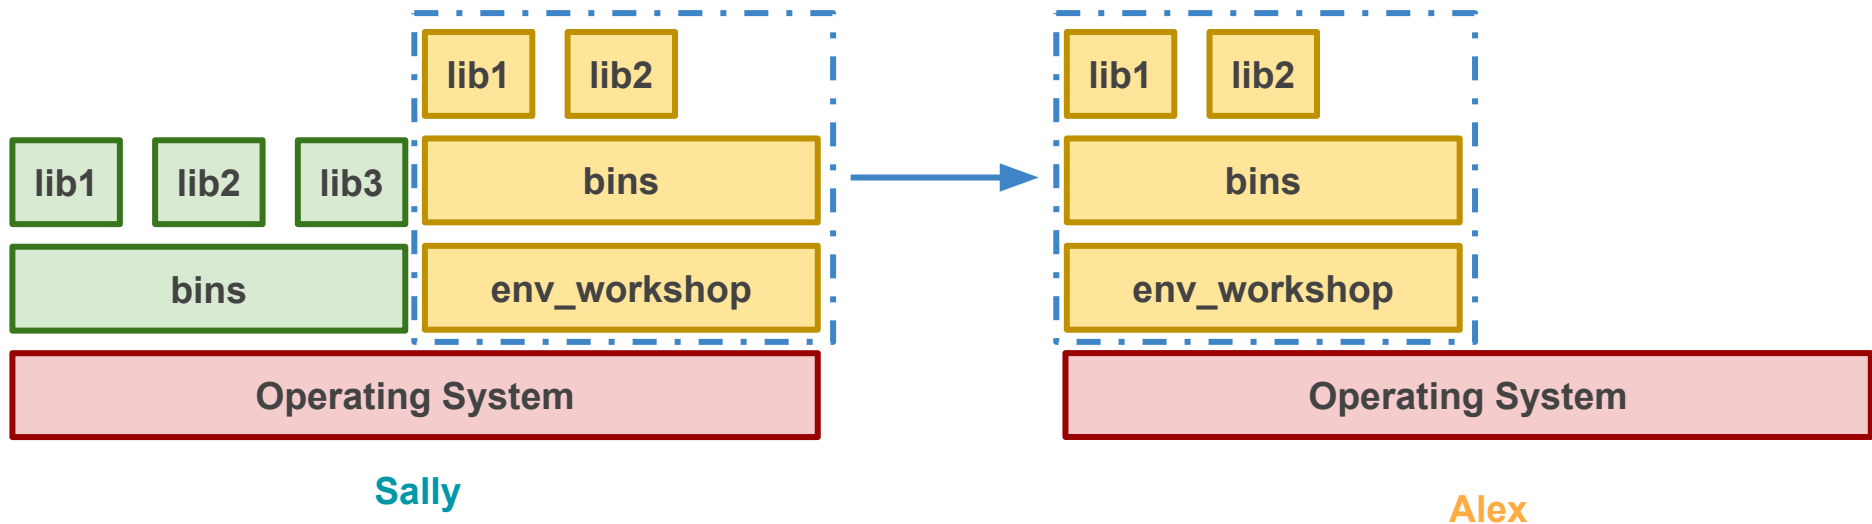 lib1 lib2
lib1 lib2 lib3
bins
bins
env_workshop
Operating System
Sally
lib1 lib2
bins
env_workshop
Operating System
Alex